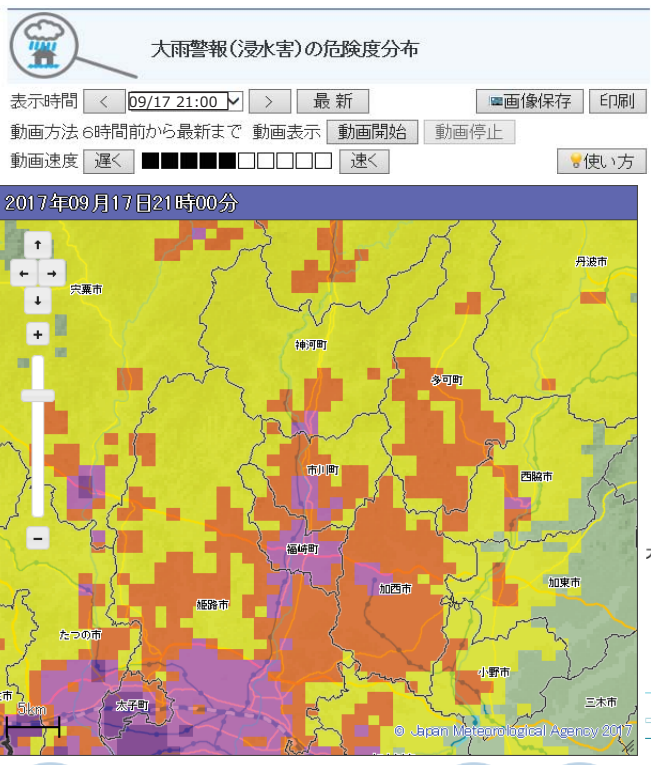 大雨警報(浸水害)の危険度分布
表示時間 < 09/17 21:00 > 最 新 画像保存 印刷
動画方法 6時間前から最新まで 動画表示 動画開始 動画停止
動画速度 遅く 速く 使い方
2017年09月17日21時00分
丹波市
宍粟市
神河町
多可町
市川町
西脇市
福崎町
加西市
加東市
姫路市
たつの市
小野市
市
太子町
三木市
5km
© Japan Meteorological Agency 2017